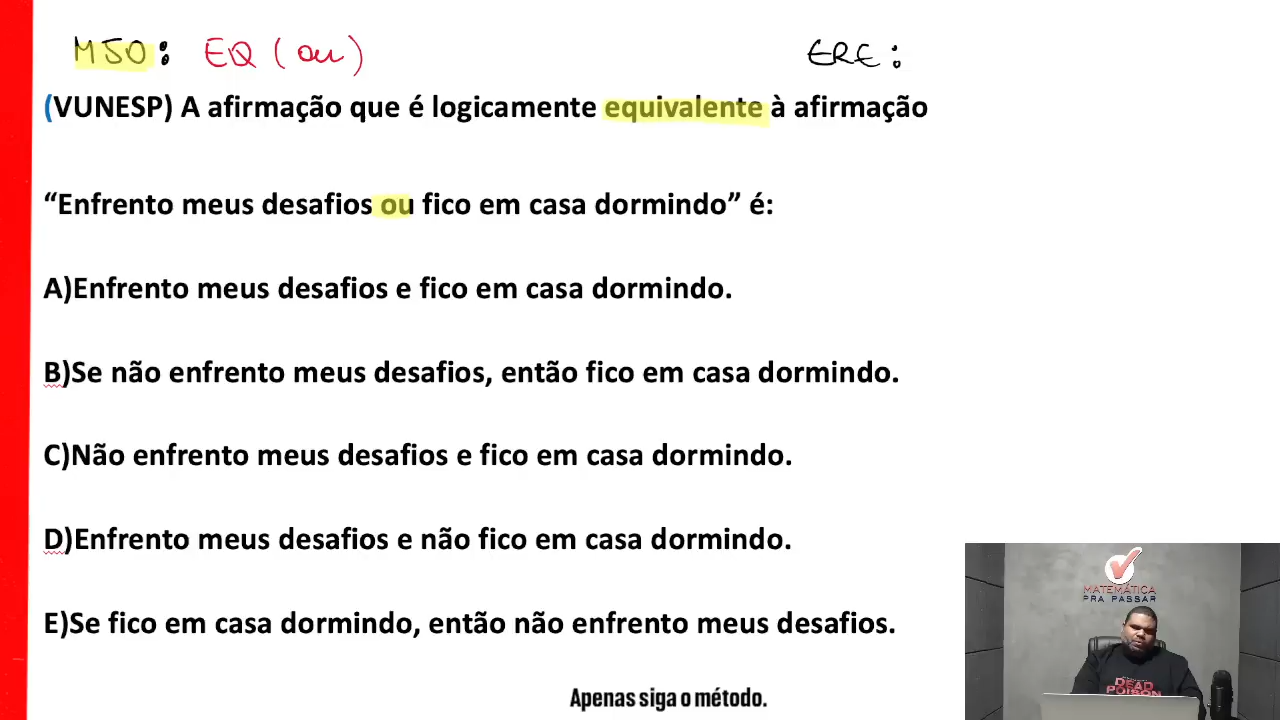 MJO: EQ (ou) ERE:
(VUNESP) A afirmação que é logicamente equivalente à afirmação
“Enfrento meus desafios ou fico em casa dormindo” é:
A)Enfrento meus desafios e fico em casa dormindo.
B)Se não enfrento meus desafios, então fico em casa dormindo.
C)Não enfrento meus desafios e fico em casa dormindo.
D)Enfrento meus desafios e não fico em casa dormindo.
E)Se fico em casa dormindo, então não enfrento meus desafios.
MATEMÁTICA
PRA PASSAR
DEAD
POISON
Apenas siga o método.